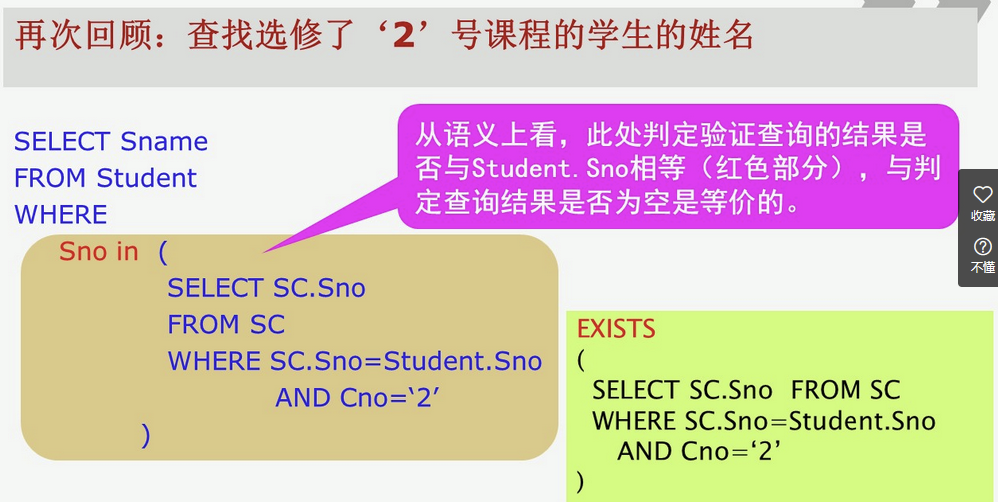 再次回顾：查找选修了‘2’号课程的学生的姓名
SELECT Sname
FROM Student
WHERE
Sno in (
SELECT SC.Sno
FROM SC
WHERE SC.Sno=Student.Sno
AND Cno=‘2’
)
从语义上看，此处判定验证查询的结果是
否与Student.Sno相等（红色部分），与判
定查询结果是否为空是等价的。
EXISTS
(
SELECT SC.Sno FROM SC
WHERE SC.Sno=Student.Sno
AND Cno=‘2’
)
收藏
?
不懂